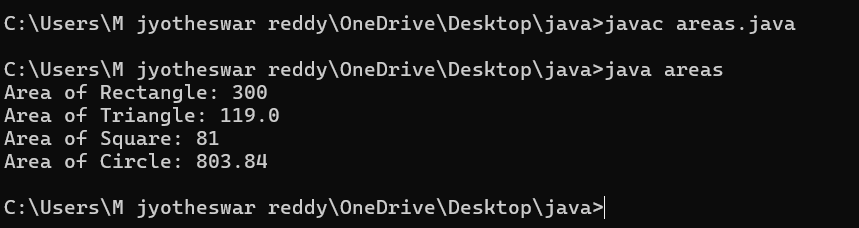 C:\Users\M jyotheswar reddy\OneDrive\Desktop\java>javac areas.java
C:\Users\M jyotheswar reddy\OneDrive\Desktop\java>java areas
Area of Rectangle: 300
Area of Triangle: 119.0
Area of Square: 81
Area of Circle: 803.84
C:\Users\M jyotheswar reddy\OneDrive\Desktop\java>